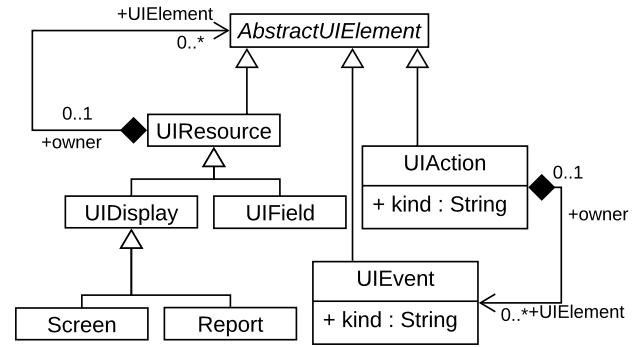 +UIElement
AbstractUIElement
0..*
0..1
UIResource
+owner
UIAction
0..1
+ kind : String
+owner
UIDisplay
UIField
UIEvent
0..*+UIElement
+ kind : String
Screen
Report